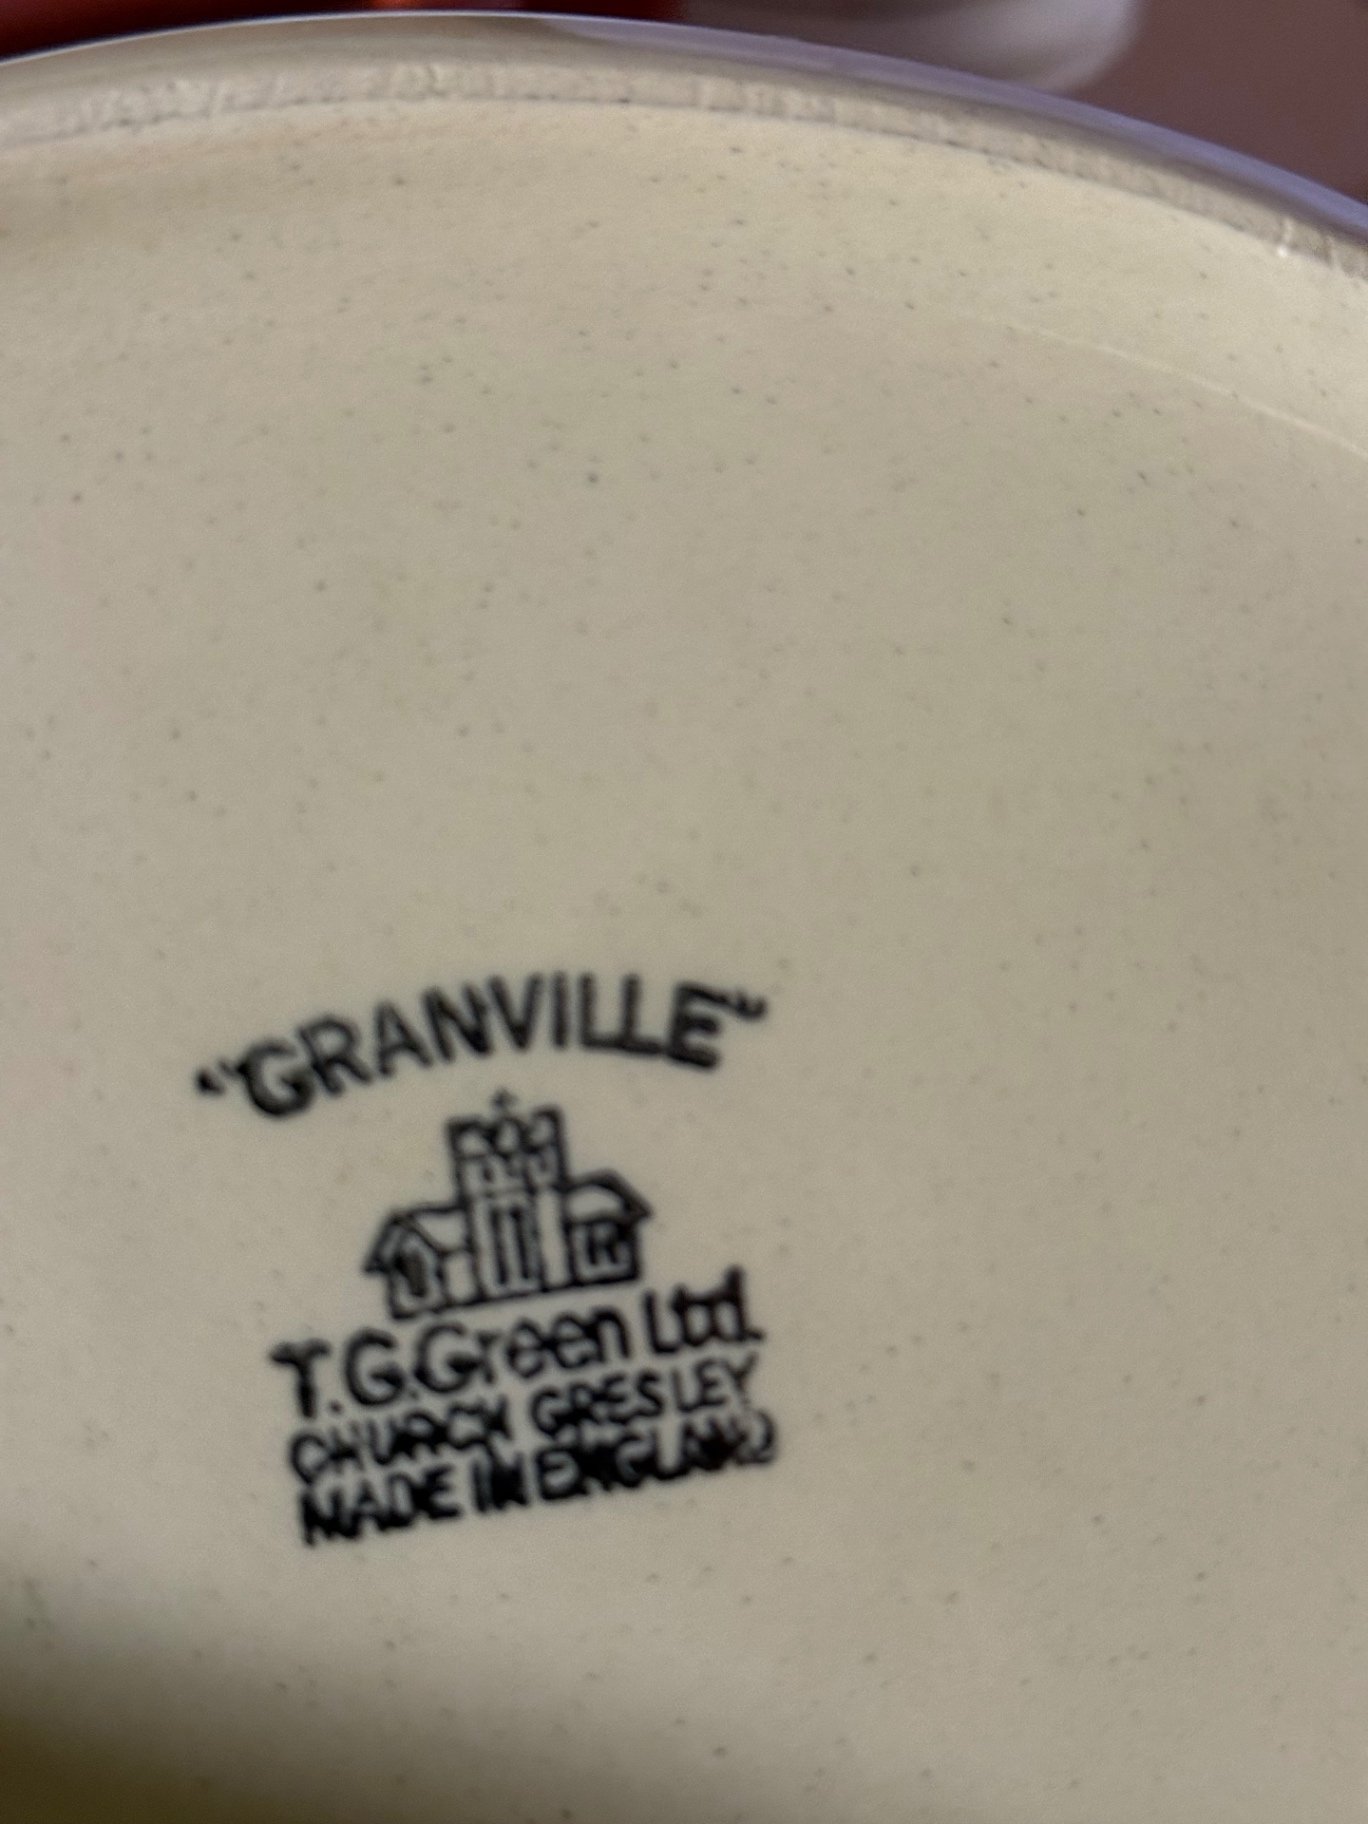 "GRANVILLE"
T.G.Green Ltd.
CHURCH GRESLEY
MADE IN ENGLAND